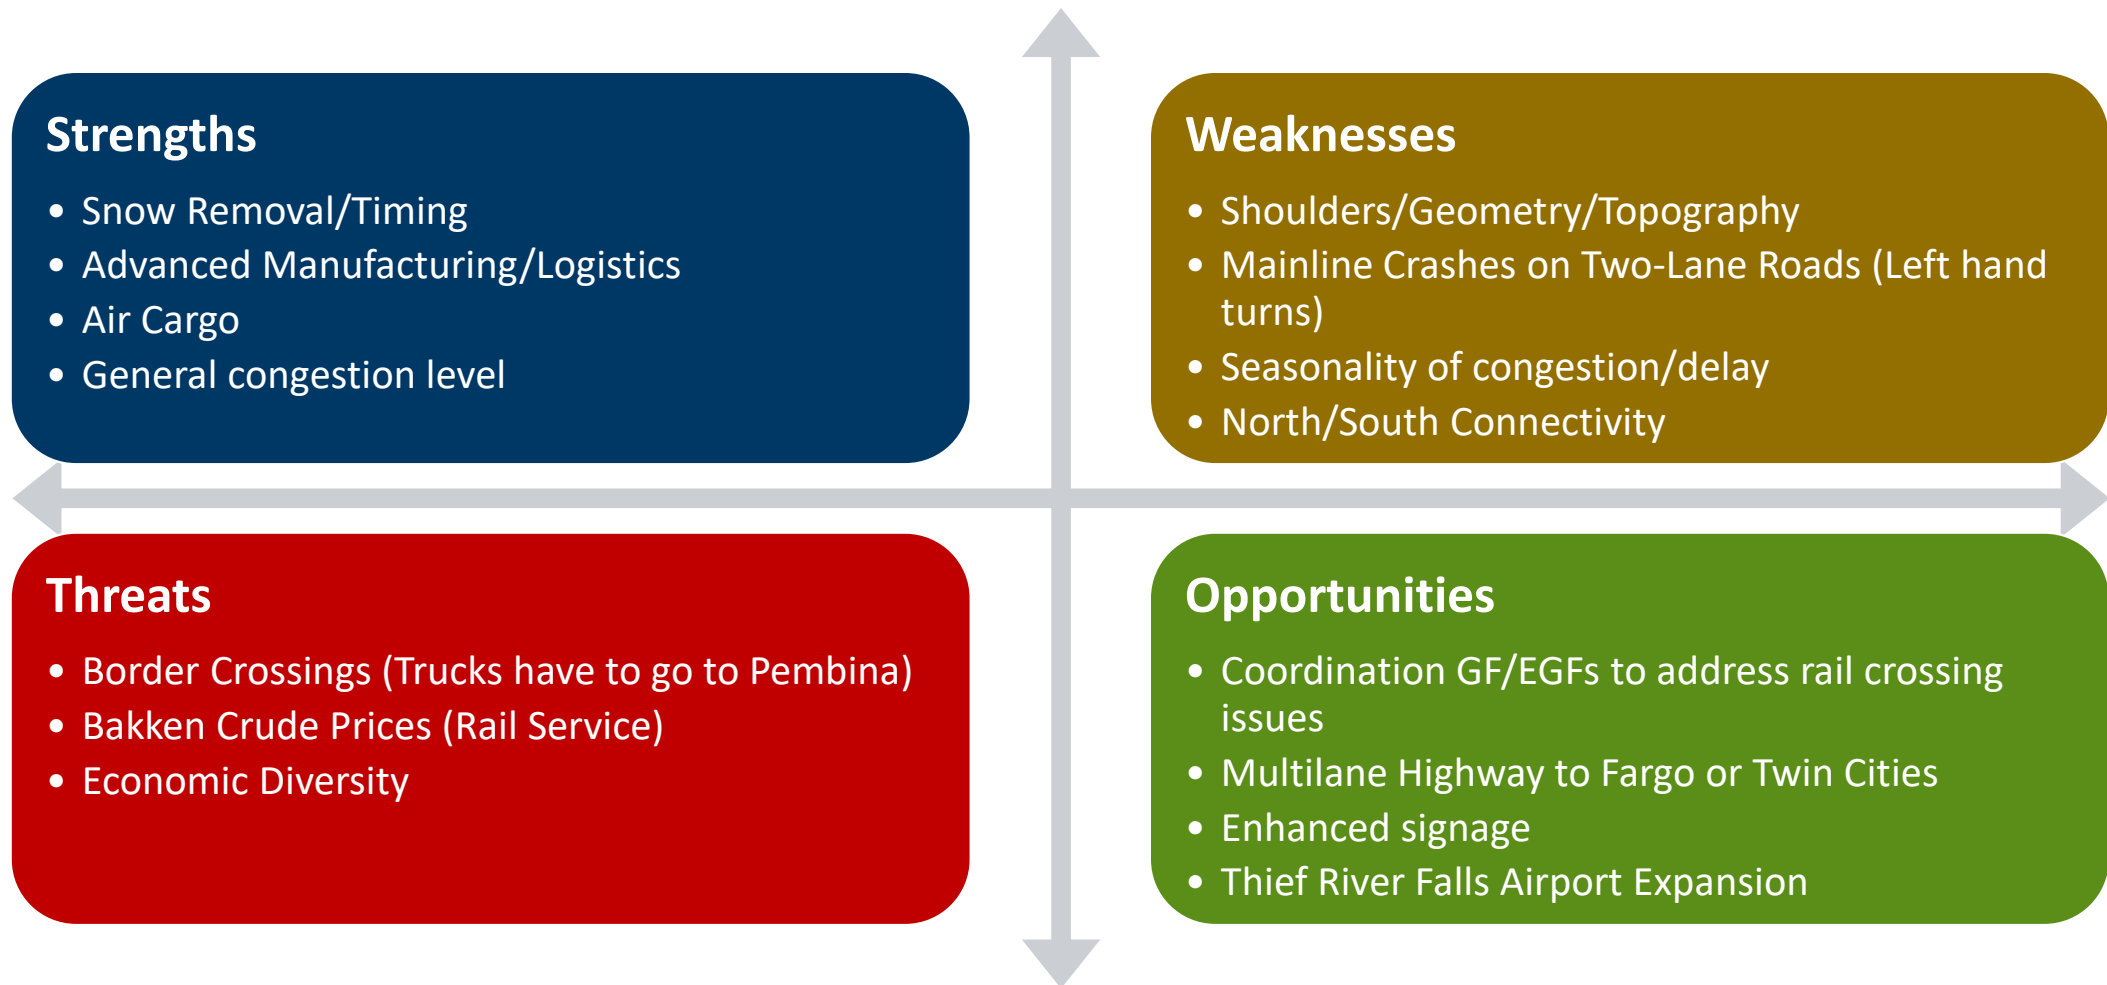 Strengths
• Snow Removal/Timing
• Advanced Manufacturing/Logistics
• Air Cargo
• General congestion level
Weaknesses
• Shoulders/Geometry/Topography
• Mainline Crashes on Two-Lane Roads (Left hand
turns)
• Seasonality of congestion/delay
• North/South Connectivity
Threats
• Border Crossings (Trucks have to go to Pembina)
• Bakken Crude Prices (Rail Service)
• Economic Diversity
Opportunities
• Coordination GF/EGFs to address rail crossing
issues
• Multilane Highway to Fargo or Twin Cities
• Enhanced signage
• Thief River Falls Airport Expansion